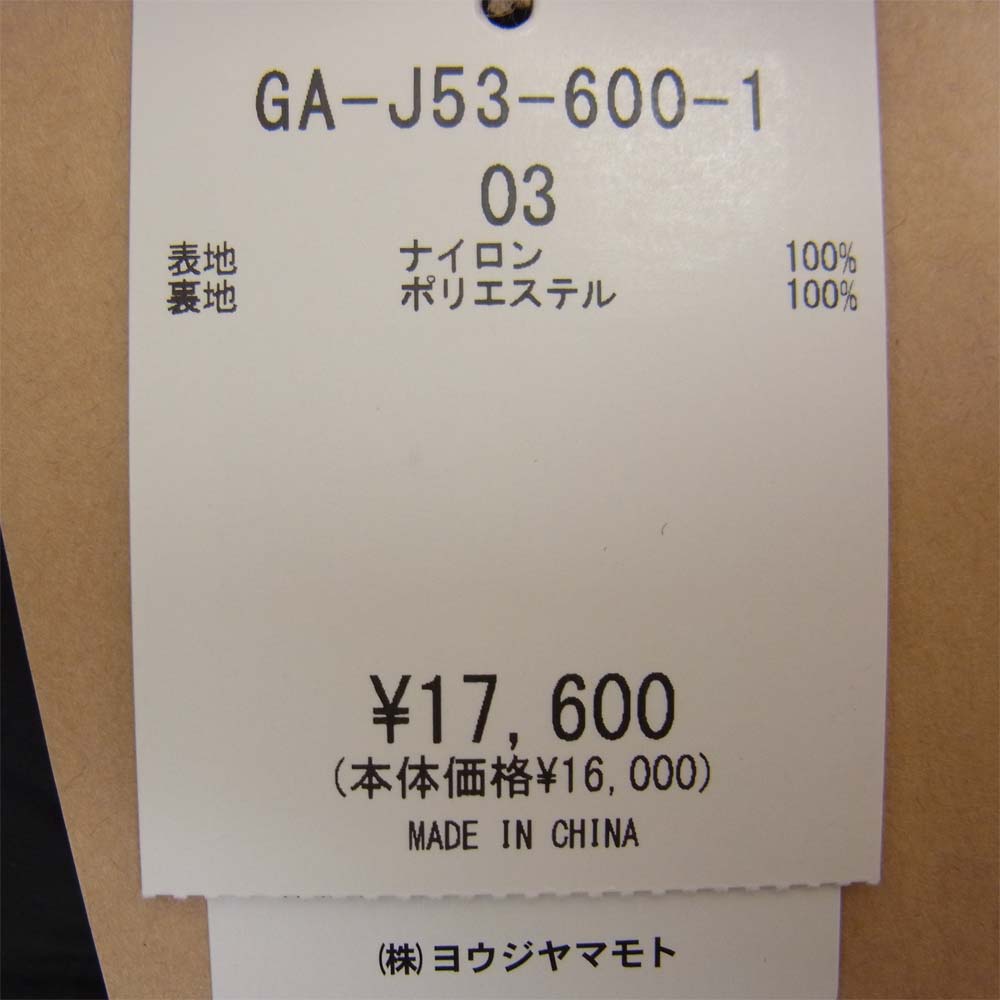 GA-J53-600-1
03
表地 ナイロン 100%
裏地 ポリエステル 100%
¥17,600
(本体価格¥16,000)
MADE IN CHINA
(株)ヨウジヤマモト